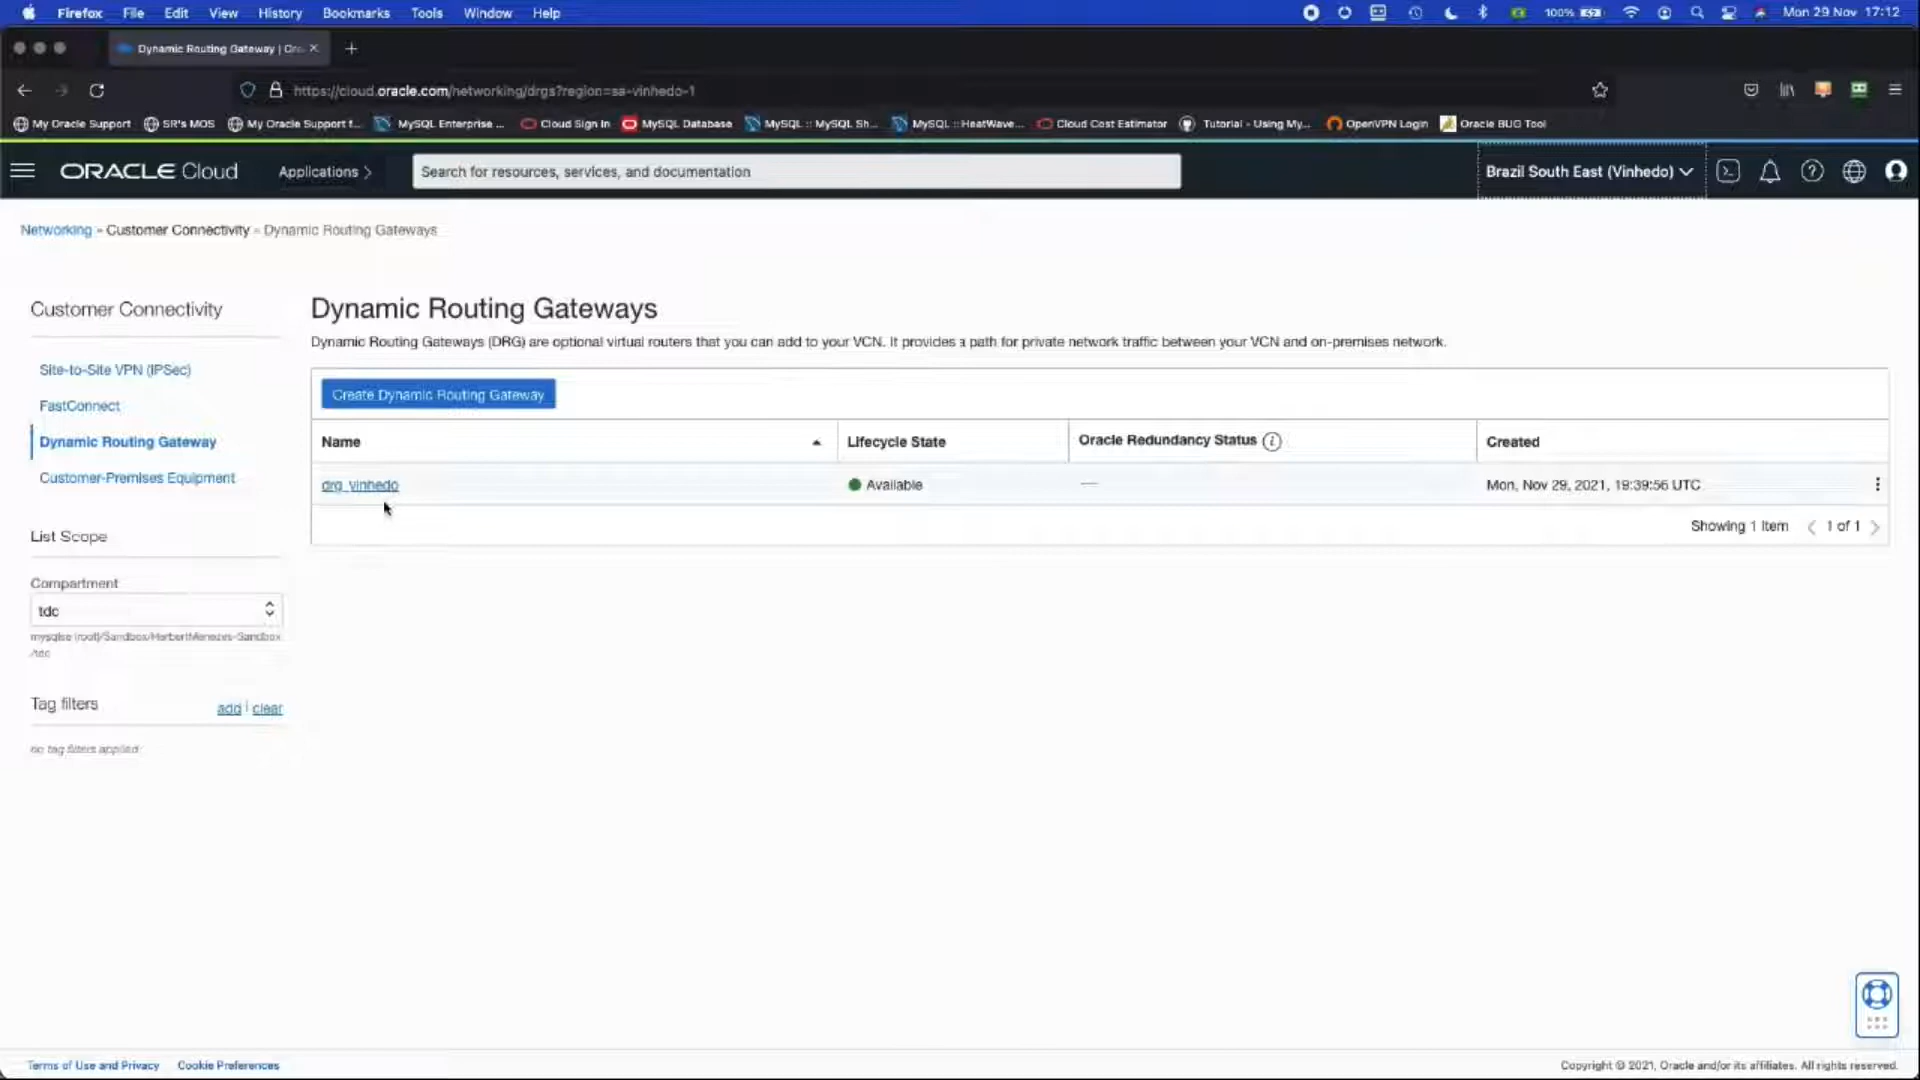 Firefox File Edit View History Bookmarks Tools Window Help 100% Mon 29 Nov 17:12
Dynamic Routing Gateway | Ora
https://cloud.oracle.com/networking/drgs?region=sa-vinhedo-1
My Oracle Support SR's MOS My Oracle Support f... MySQL Enterprise ... Cloud Sign In MySQL Database MySQL :: MySQL Sh... MySQL :: HeatWave... Cloud Cost Estimator Tutorial - Using My... OpenVPN Login Oracle BUG Tool
ORACLE Cloud Applications > Search for resources, services, and documentation Brazil South East (Vinhedo)
Networking » Customer Connectivity » Dynamic Routing Gateways
Customer Connectivity
Site-to-Site VPN (IPSec)
FastConnect
Dynamic Routing Gateway
Customer-Premises Equipment
List Scope
Compartment
tdc
mysqlse (root)/Sandbox/HerbertMenezes-Sandbox
/tdc
Tag filters add | clear
no tag filters applied
Dynamic Routing Gateways
Dynamic Routing Gateways (DRG) are optional virtual routers that you can add to your VCN. It provides a path for private network traffic between your VCN and on-premises network.
Create Dynamic Routing Gateway
Name Lifecycle State Oracle Redundancy Status Created
drg_vinhedo Available — Mon, Nov 29, 2021, 19:39:56 UTC
Showing 1 Item < 1 of 1 >
Terms of Use and Privacy Cookie Preferences Copyright © 2021, Oracle and/or its affiliates. All rights reserved.